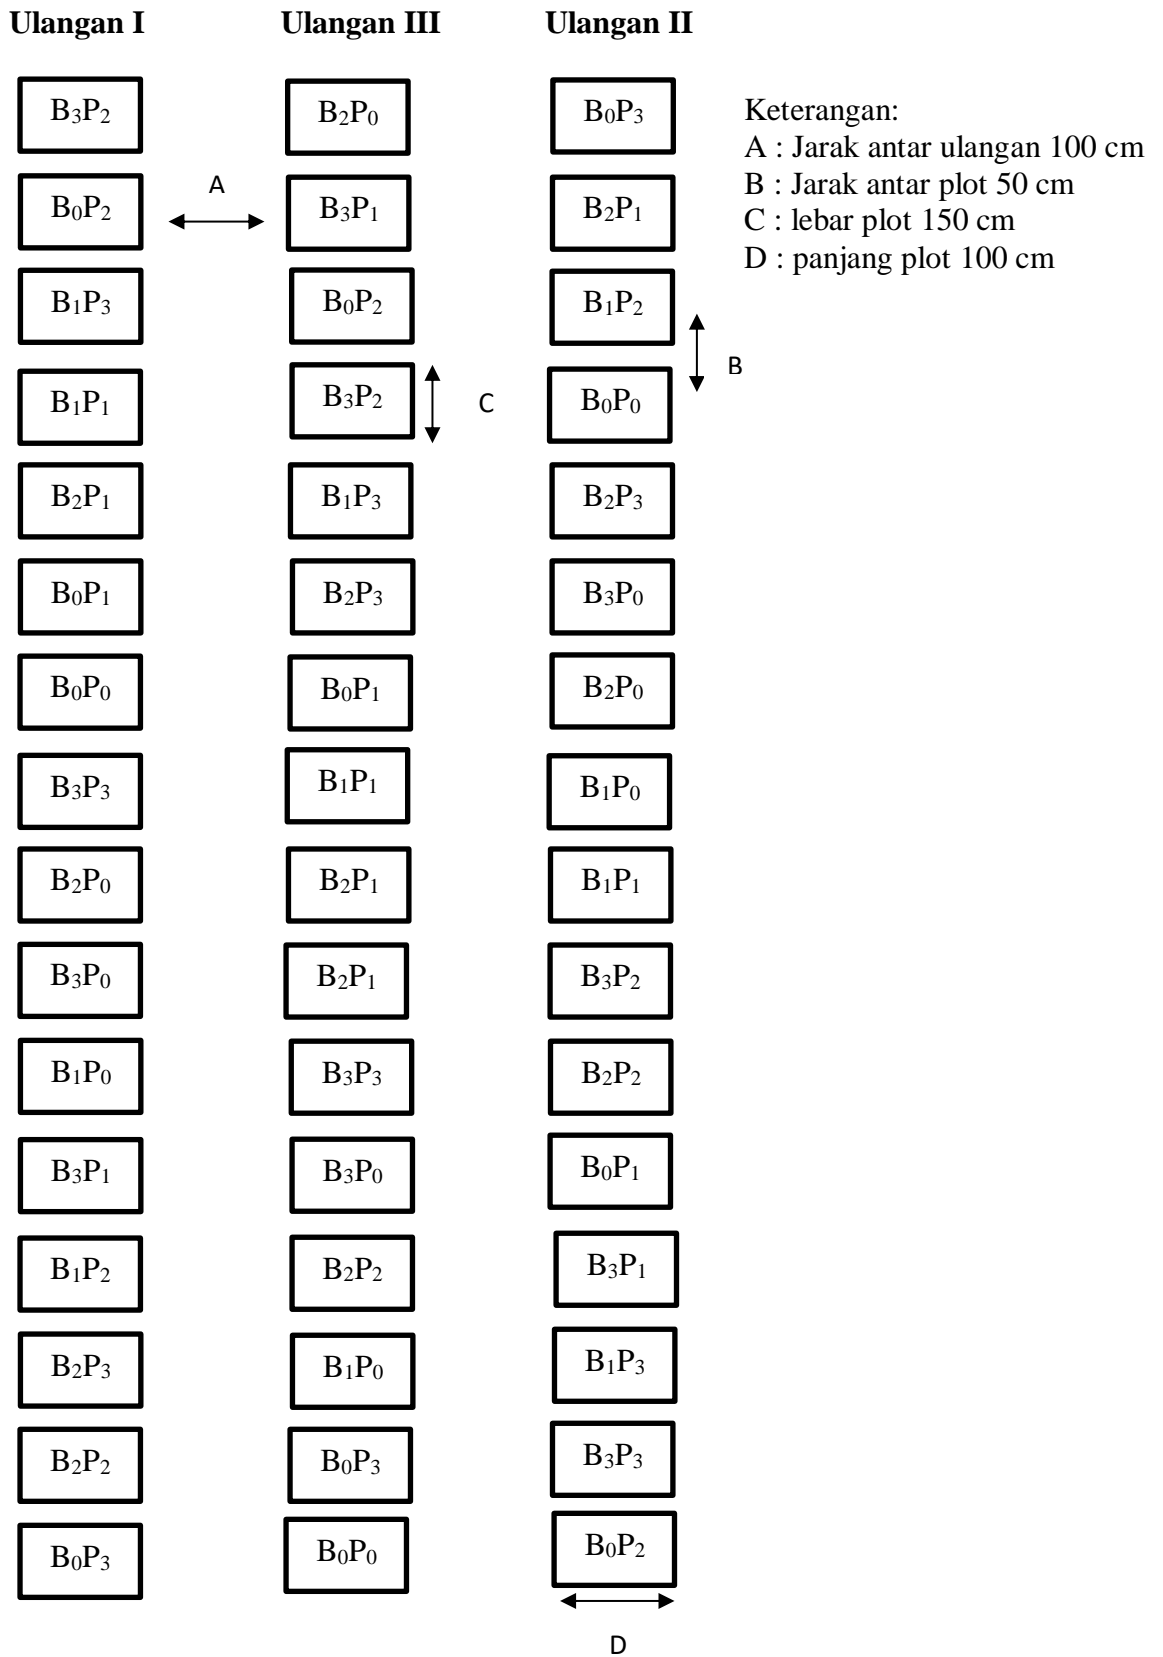 Ulangan I Ulangan III Ulangan II
B₃P₂ B₂P₀ B₀P₃
Keterangan:
A : Jarak antar ulangan 100 cm
B : Jarak antar plot 50 cm
C : lebar plot 150 cm
D : panjang plot 100 cm
B₀P₂ A B₃P₁ B₂P₁
B₁P₃ B₀P₂ B₁P₂
B
B₁P₁ B₃P₂ C B₀P₀
B₂P₁ B₁P₃ B₂P₃
B₀P₁ B₂P₃ B₃P₀
B₀P₀ B₀P₁ B₂P₀
B₃P₃ B₁P₁ B₁P₀
B₂P₀ B₂P₁ B₁P₁
B₃P₀ B₂P₁ B₃P₂
B₁P₀ B₃P₃ B₂P₂
B₃P₁ B₃P₀ B₀P₁
B₁P₂ B₂P₂ B₃P₁
B₂P₃ B₁P₀ B₁P₃
B₂P₂ B₀P₃ B₃P₃
B₀P₃ B₀P₀ B₀P₂
D